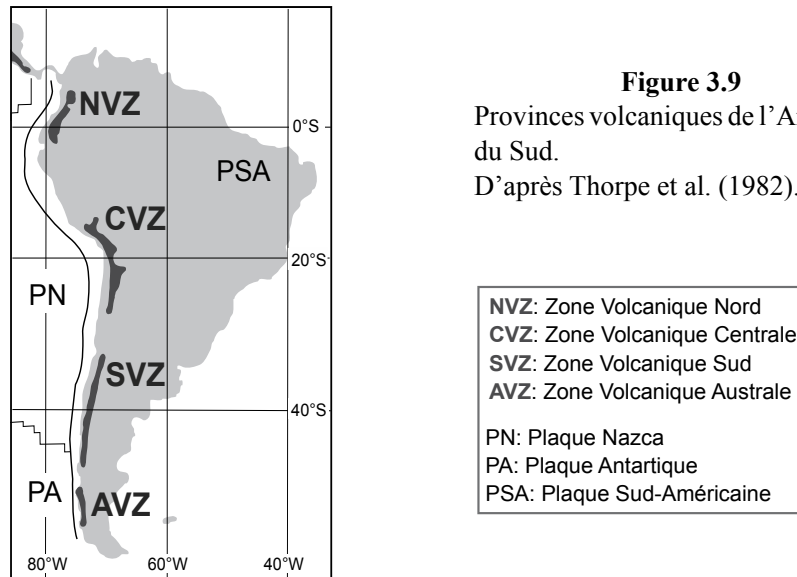 NVZ
0°S
PSA
CVZ
20°S
PN
SVZ
40°S
PA
AVZ
80°W 60°W 40°W
Figure 3.9
Provinces volcaniques de l'A
du Sud.
D'après Thorpe et al. (1982).
NVZ: Zone Volcanique Nord
CVZ: Zone Volcanique Centrale
SVZ: Zone Volcanique Sud
AVZ: Zone Volcanique Australe
PN: Plaque Nazca
PA: Plaque Antartique
PSA: Plaque Sud-Américaine